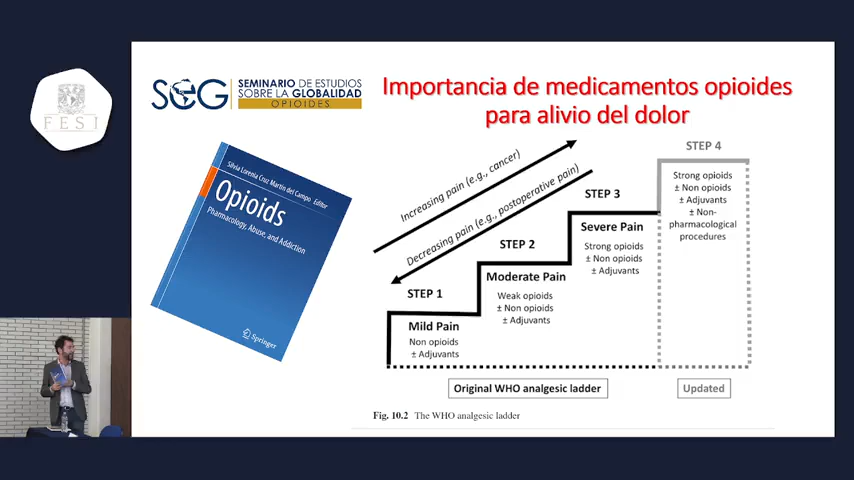 FESI
SEG
SEMINARIO DE ESTUDIOS
SOBRE LA GLOBALIDAD
OPIOIDES
Importancia de medicamentos opioides
para alivio del dolor
Silvia Lorenia Cruz Martín del Campo Editor
Opioids
Pharmacology, Abuse, and Addiction
Springer
Increasing pain (e.g., cancer)
Decreasing pain (e.g., postoperative pain)
STEP 1
Mild Pain
Non opioids
± Adjuvants
STEP 2
Moderate Pain
Weak opioids
± Non opioids
± Adjuvants
STEP 3
Severe Pain
Strong opioids
± Non opioids
± Adjuvants
STEP 4
Strong opioids
± Non opioids
± Adjuvants
± Non-
pharmacological
procedures
Original WHO analgesic ladder
Updated
Fig. 10.2 The WHO analgesic ladder